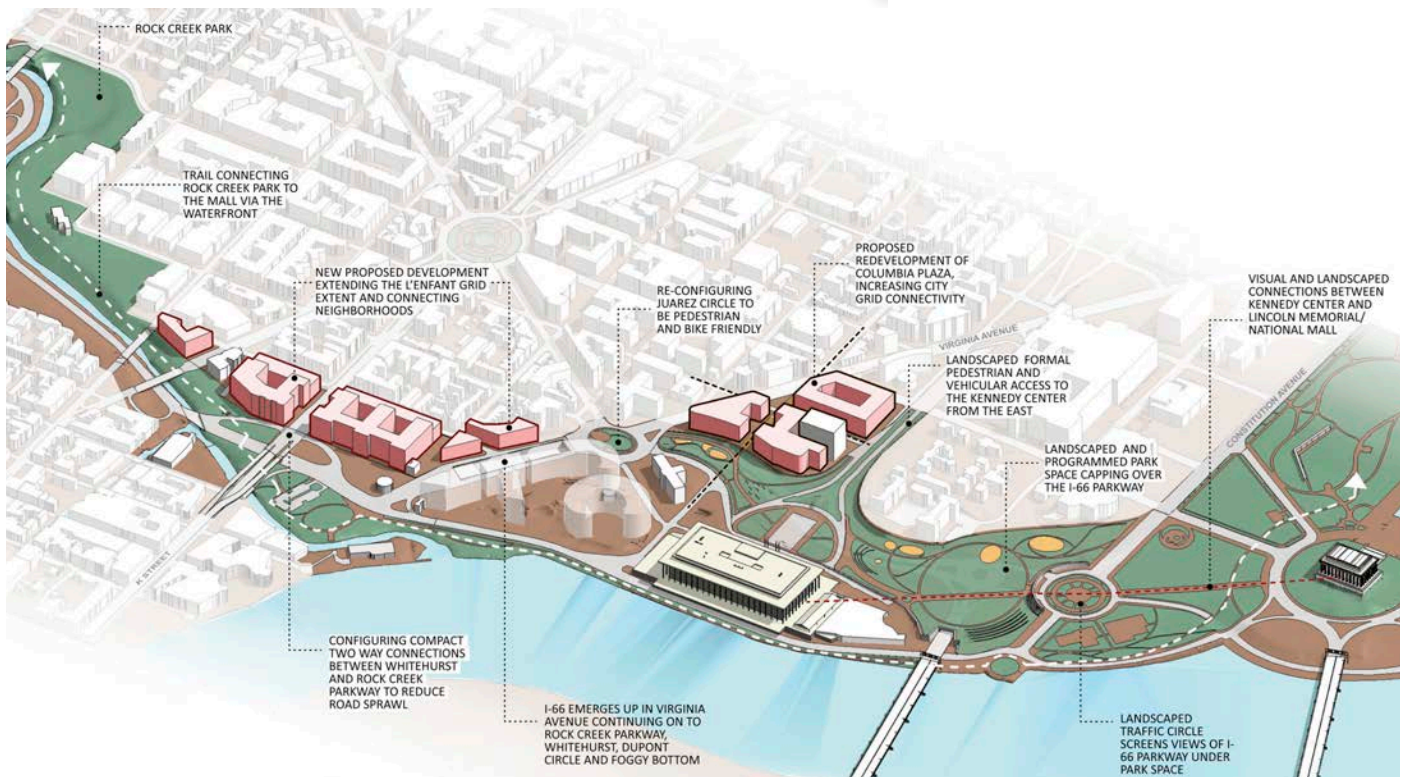 ROCK CREEK PARK
TRAIL CONNECTING
ROCK CREEK PARK TO
THE MALL VIA THE
WATERFRONT
NEW PROPOSED DEVELOPMENT
EXTENDING THE L'ENFANT GRID
EXTENT AND CONNECTING
NEIGHBORHOODS
RE-CONFIGURING
JUAREZ CIRCLE TO
BE PEDESTRIAN
AND BIKE FRIENDLY
PROPOSED
REDEVELOPMENT OF
COLUMBIA PLAZA,
INCREASING CITY
GRID CONNECTIVITY
VIRGINIA AVENUE
LANDSCAPED FORMAL
PEDESTRIAN AND
VEHICULAR ACCESS TO
THE KENNEDY CENTER
FROM THE EAST
VISUAL AND LANDSCAPED
CONNECTIONS BETWEEN
KENNEDY CENTER AND
LINCOLN MEMORIAL/
NATIONAL MALL
CONSTITUTION AVENUE
LANDSCAPED AND
PROGRAMMED PARK
SPACE CAPPING OVER
THE I-66 PARKWAY
K STREET
CONFIGURING COMPACT
TWO WAY CONNECTIONS
BETWEEN WHITEHURST
AND ROCK CREEK
PARKWAY TO REDUCE
ROAD SPRAWL
I-66 EMERGES UP IN VIRGINIA
AVENUE CONTINUING ON TO
ROCK CREEK PARKWAY,
WHITEHURST, DUPONT
CIRCLE AND FOGGY BOTTOM
LANDSCAPED
TRAFFIC CIRCLE
SCREENS VIEWS OF I-
66 PARKWAY UNDER
PARK SPACE